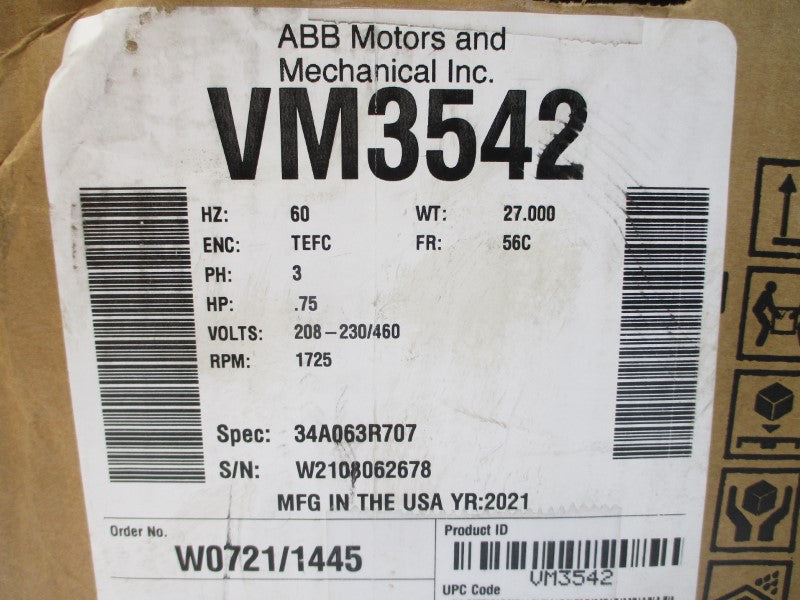 ABB Motors and
Mechanical Inc.
VM3542
HZ: 60 WT: 27.000
ENC: TEFC FR: 56C
PH: 3
HP: .75
VOLTS: 208-230/460
RPM: 1725
Spec: 34A063R707
S/N: W2108062678
MFG IN THE USA YR:2021
Order No. Product ID
W0721/1445
VM3542
UPC Code